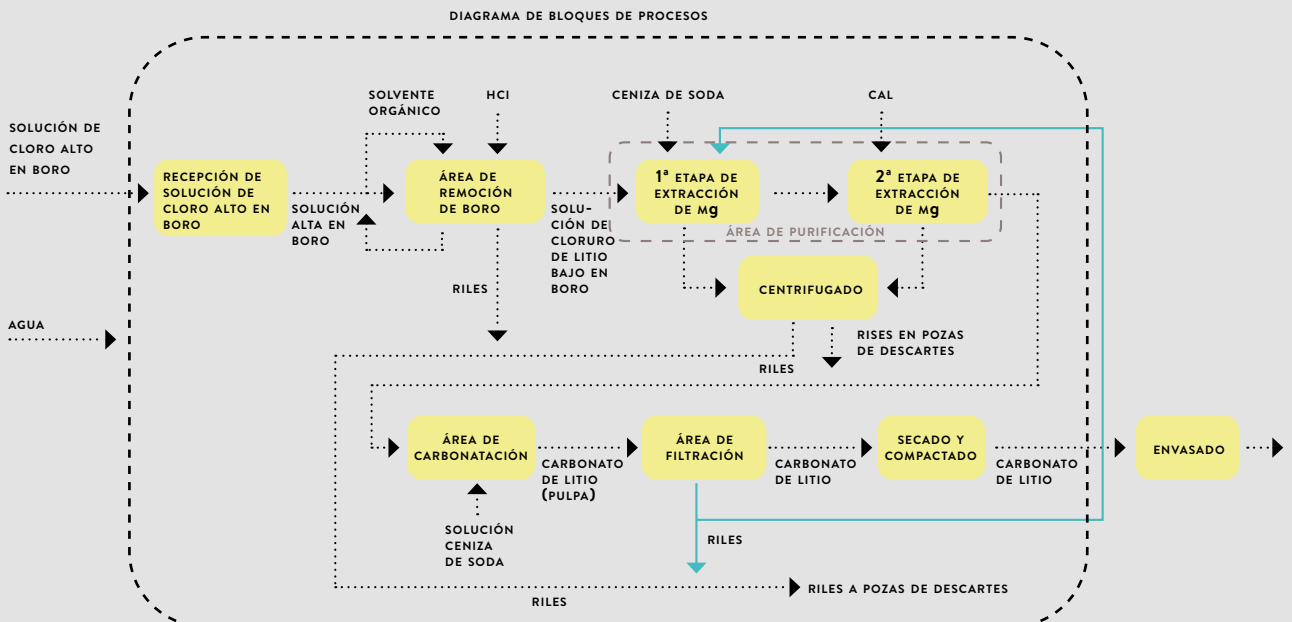 DIAGRAMA DE BLOQUES DE PROCESOS
SOLUCIÓN DE
CLORO ALTO
EN BORO
AGUA
SOLVENTE
ORGÁNICO
HCI
CENIZA DE SODA
CAL
RECEPCIÓN DE
SOLUCIÓN DE
CLORO ALTO EN
BORO
SOLUCIÓN
ALTA EN
BORO
ÁREA DE
REMOCIÓN
DE BORO
RILES
SOLU-
CIÓN DE
CLORURO
DE LITIO
BAJO EN
BORO
1ª ETAPA DE
EXTRACCIÓN
DE Mg
2ª ETAPA DE
EXTRACCIÓN
DE Mg
ÁREA DE PURIFICACIÓN
CENTRIFUGADO
RISES EN POZAS
DE DESCARTES
RILES
ÁREA DE
CARBONATACIÓN
SOLUCIÓN
CENIZA
DE SODA
CARBONATO
DE LITIO
(PULPA)
ÁREA DE
FILTRACIÓN
RILES
CARBONATO
DE LITIO
SECADO Y
COMPACTADO
CARBONATO
DE LITIO
ENVASADO
RILES
RILES A POZAS DE DESCARTES